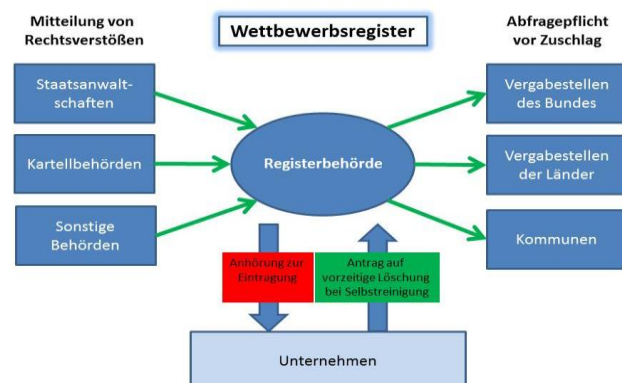 Mitteilung von
Rechtsverstößen
Wettbewerbsregister
Abfragepflicht
vor Zuschlag
Staatsanwalt-
schaften
Kartellbehörden
Sonstige
Behörden
Registerbehörde
Vergabestellen
des Bundes
Vergabestellen
der Länder
Kommunen
Anhörung zur
Eintragung
Antrag auf
vorzeitige Löschung
bei Selbstreinigung
Unternehmen